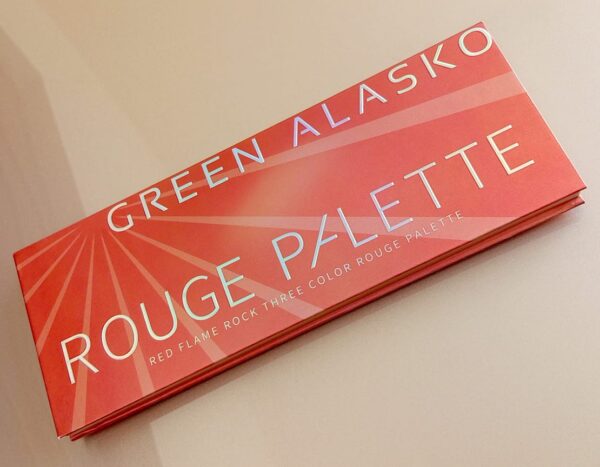 GREEN ALASKO
ROUGE PALETTE
RED FLAME ROCK THREE COLOR ROUGE PALETTE